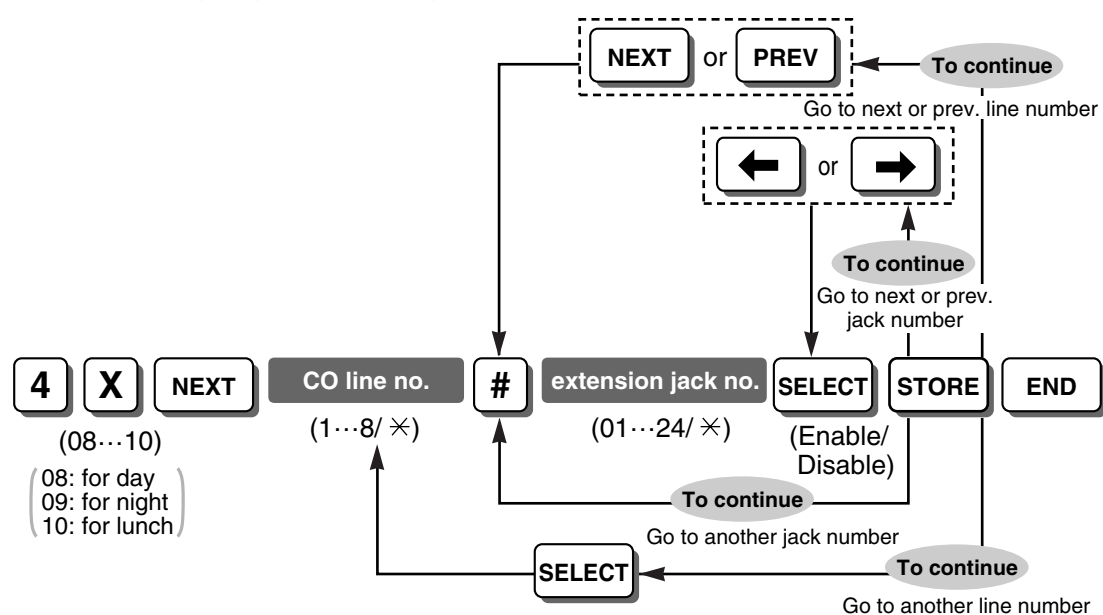 NEXT or PREV
To continue
Go to next or prev. line number
← or →
To continue
Go to next or prev.
jack number
4 X NEXT CO line no. # extension jack no. SELECT STORE END
(08···10)
(1···8/ ✳)
(01···24/ ✳)
(Enable/
Disable)
08: for day
09: for night
10: for lunch
To continue
Go to another jack number
SELECT
To continue
Go to another line number